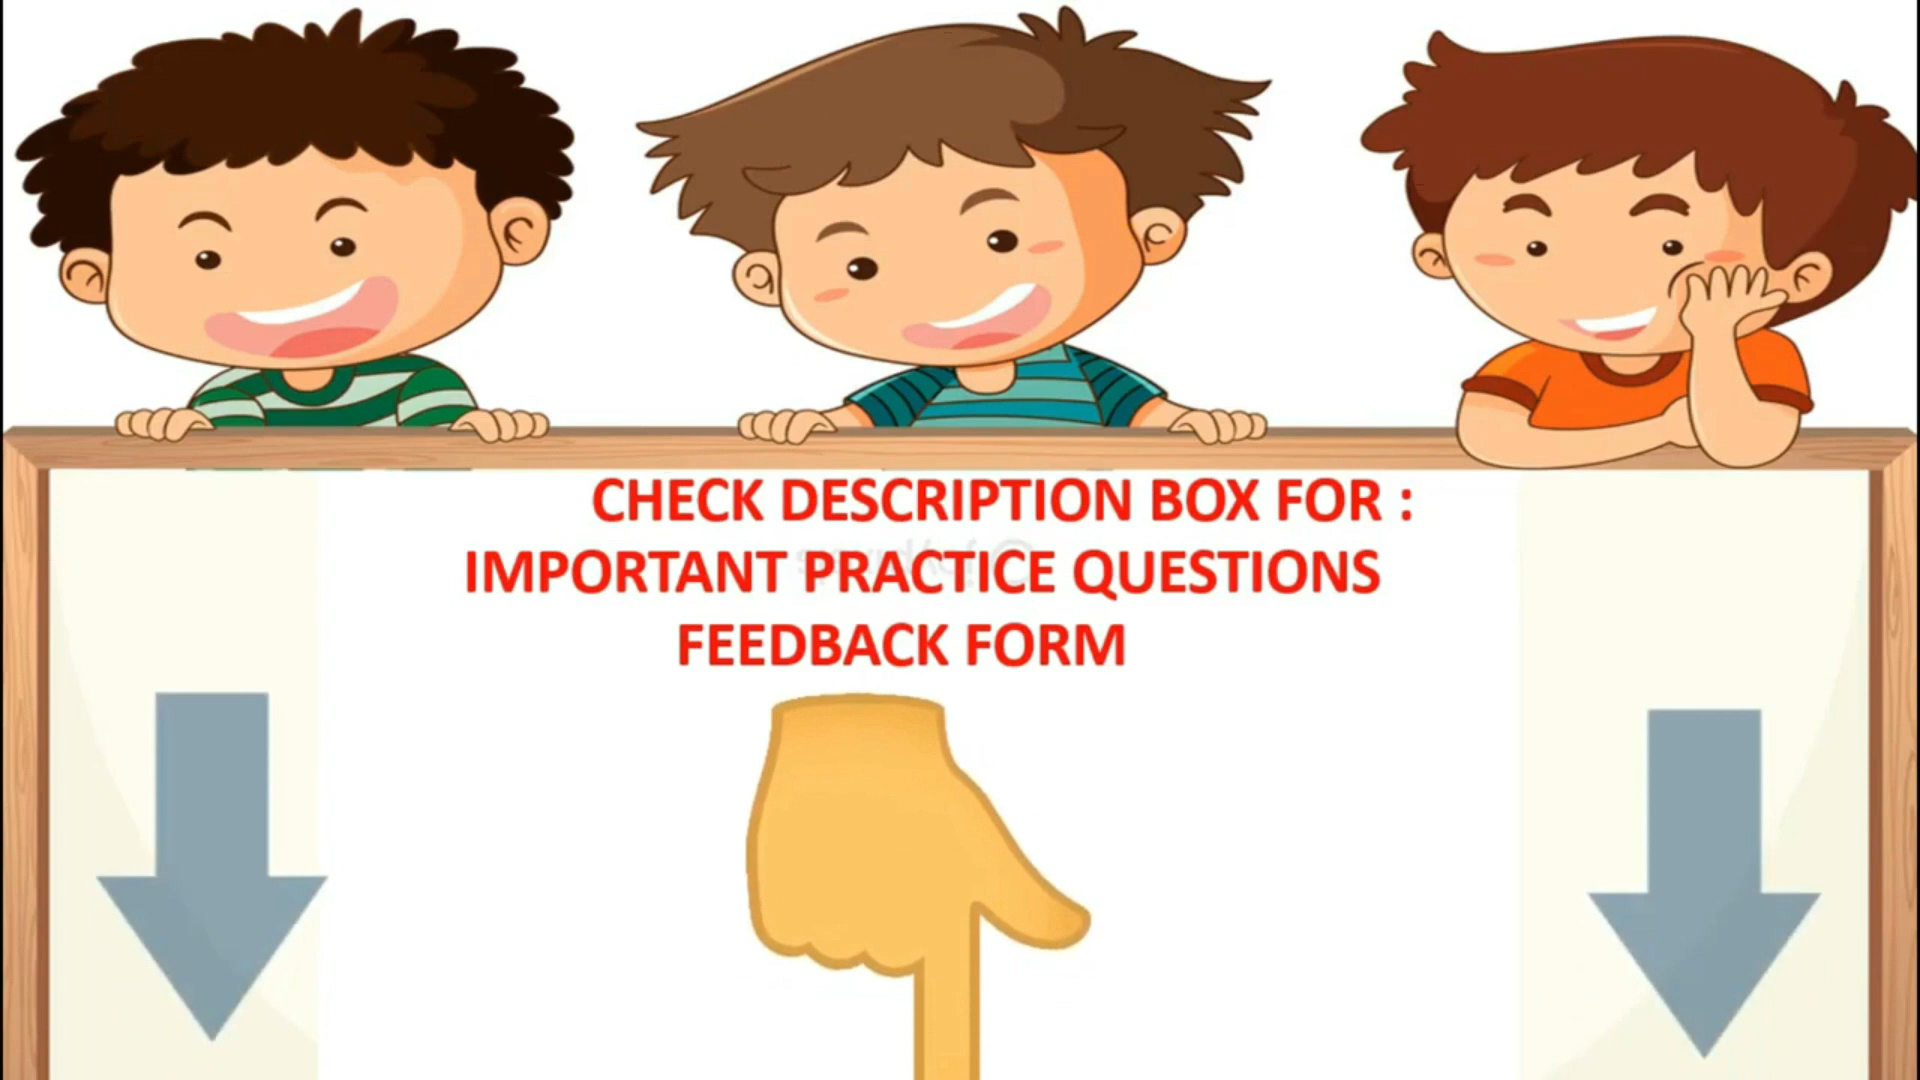 CHECK DESCRIPTION BOX FOR :
IMPORTANT PRACTICE QUESTIONS
FEEDBACK FORM